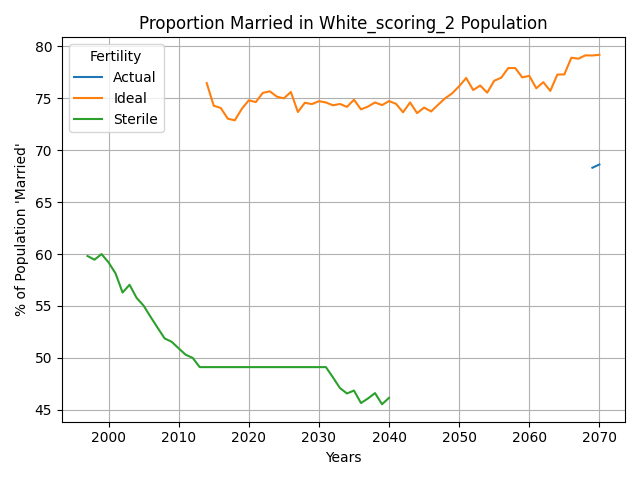 Proportion Married in White_scoring_2 Population
Fertility
Actual
Ideal
Sterile
% of Population 'Married'
80
75
70
65
60
55
50
45
2000 2010 2020 2030 2040 2050 2060 2070
Years